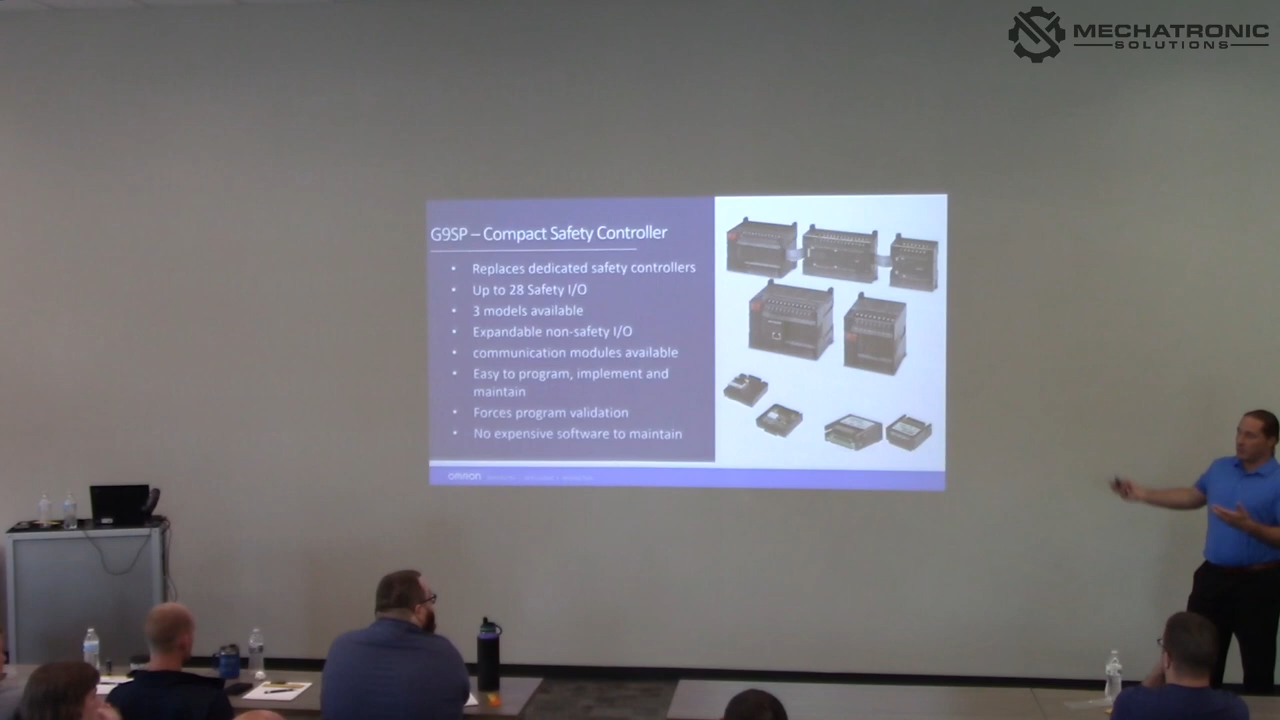 MECHATRONIC
SOLUTIONS
G9SP – Compact Safety Controller
• Replaces dedicated safety controllers
• Up to 28 Safety I/O
• 3 models available
• Expandable non-safety I/O
• communication modules available
• Easy to program, implement and
maintain
• Forces program validation
• No expensive software to maintain
OMRON